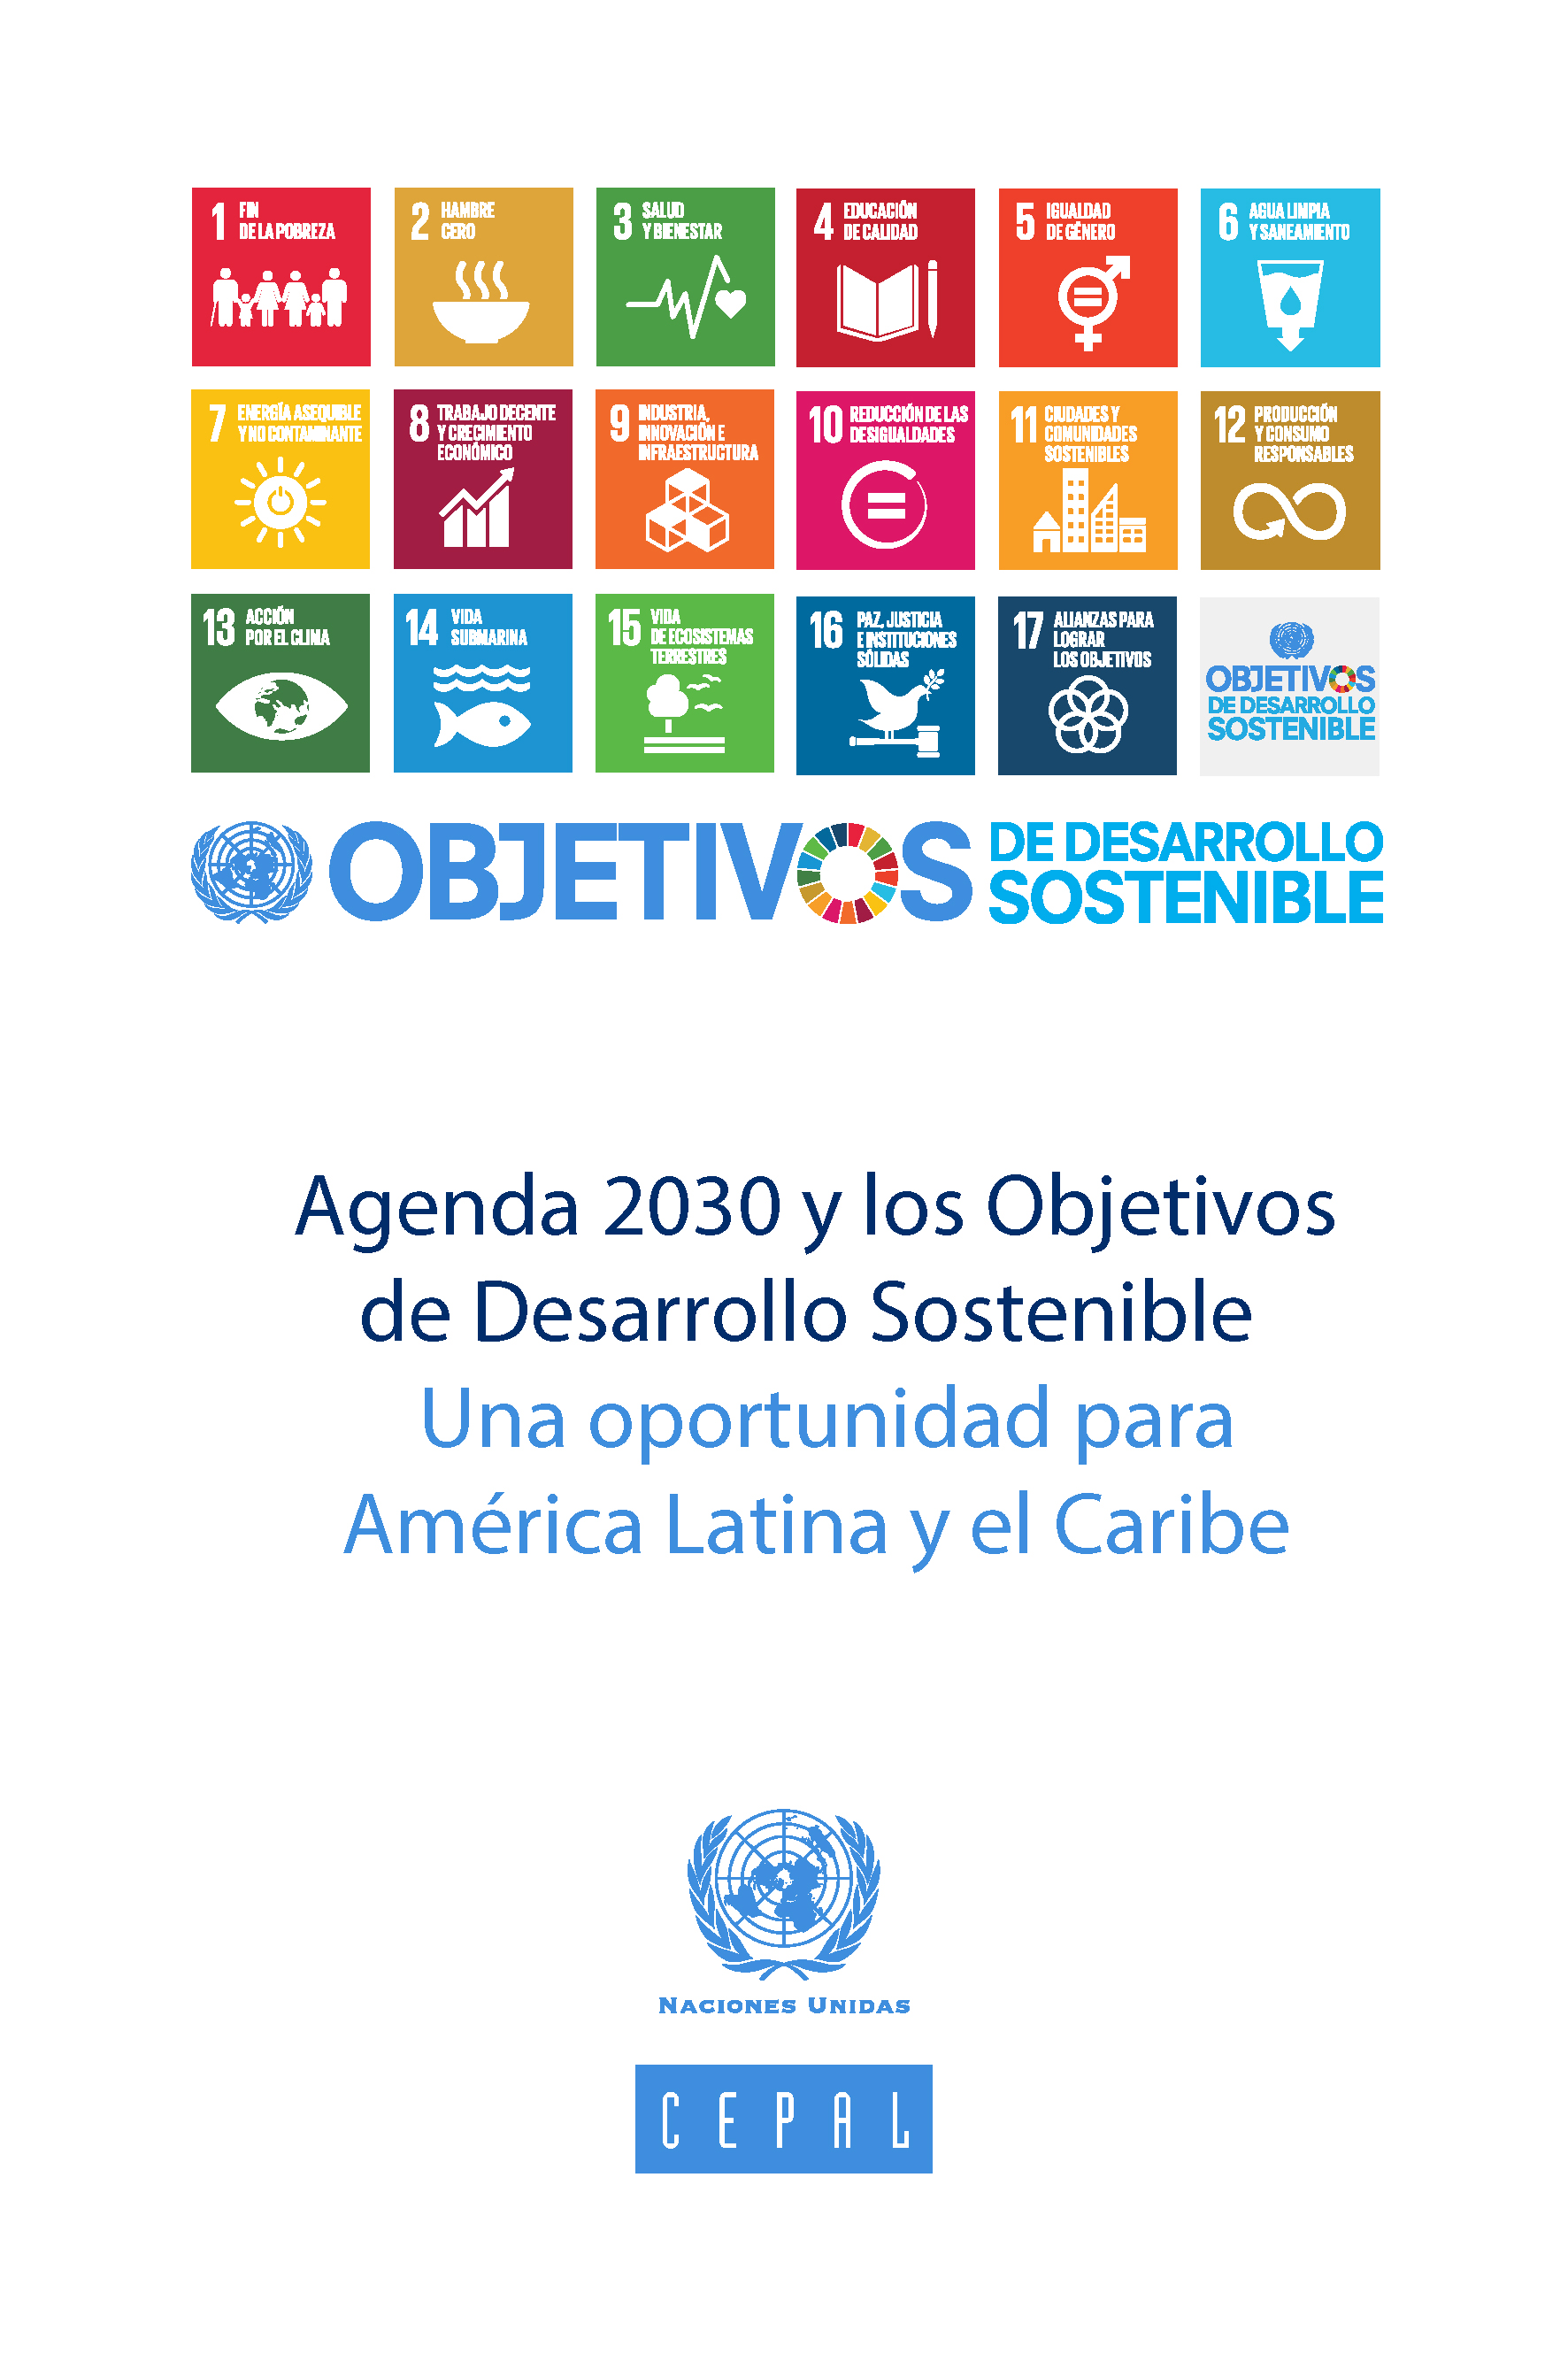 1 FIN
DE LA POBREZA
2 HAMBRE
CERO
3 SALUD
Y BIENESTAR
4 EDUCACIÓN
DE CALIDAD
5 IGUALDAD
DE GÉNERO
6 AGUA LIMPIA
Y SANEAMIENTO
7 ENERGÍA ASEQUIBLE
Y NO CONTAMINANTE
8 TRABAJO DECENTE
Y CRECIMIENTO
ECONÓMICO
9 INDUSTRIA,
INNOVACIÓN E
INFRAESTRUCTURA
10 REDUCCIÓN DE LAS
DESIGUALDADES
11 CIUDADES Y
COMUNIDADES
SOSTENIBLES
12 PRODUCCIÓN
Y CONSUMO
RESPONSABLES
13 ACCIÓN
POR EL CLIMA
14 VIDA
SUBMARINA
15 VIDA
DE ECOSISTEMAS
TERRESTRES
16 PAZ, JUSTICIA
E INSTITUCIONES
SÓLIDAS
17 ALIANZAS PARA
LOGRAR
LOS OBJETIVOS
OBJETIVOS
DE DESARROLLO
SOSTENIBLE
OBJETIVOS DE DESARROLLO
SOSTENIBLE
Agenda 2030 y los Objetivos
de Desarrollo Sostenible
Una oportunidad para
América Latina y el Caribe
NACIONES UNIDAS
CEPAL